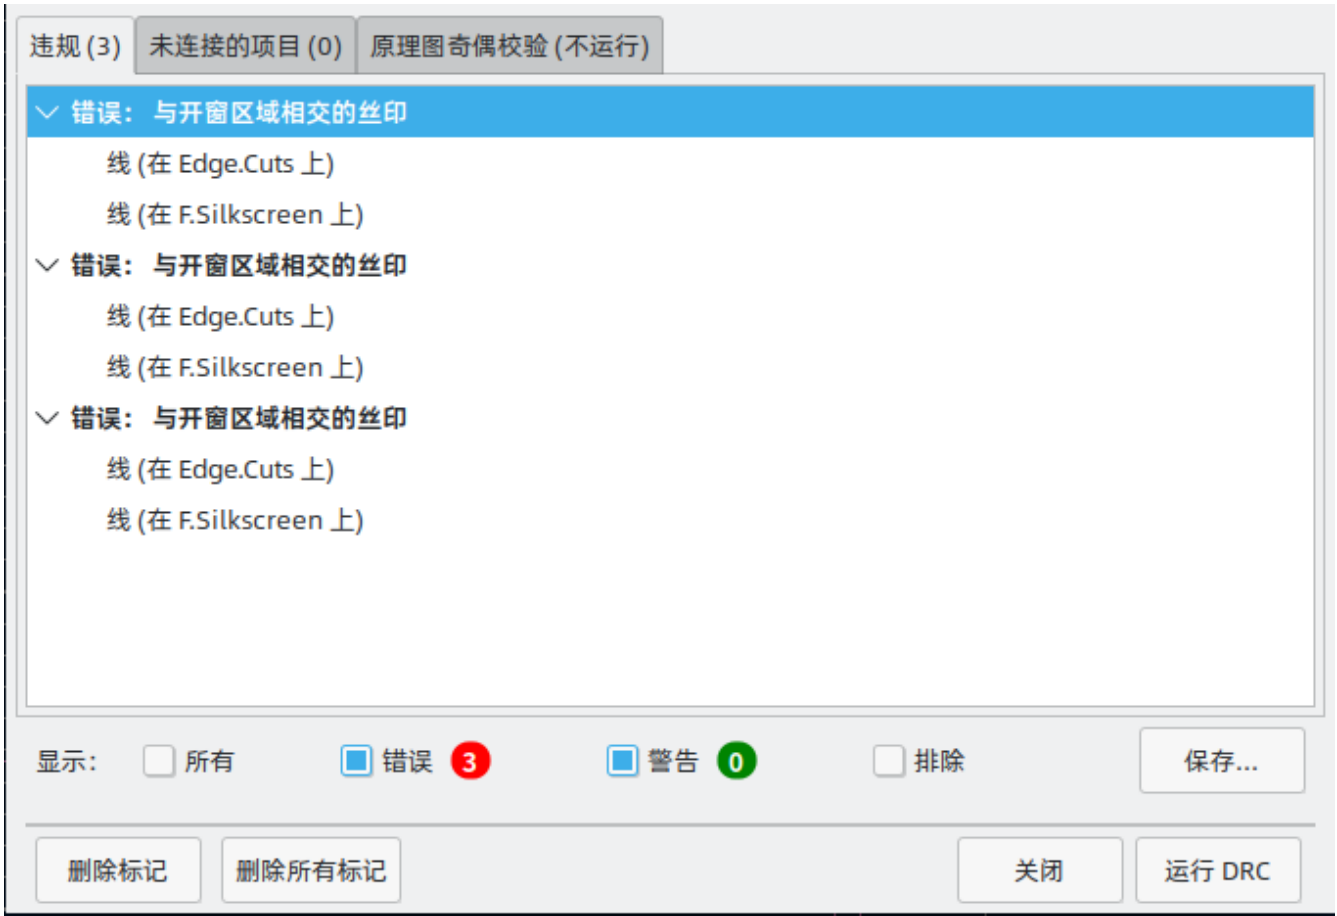 违规 (3) 未连接的项目 (0) 原理图奇偶校验 (不运行)
错误： 与开窗区域相交的丝印
线 (在 Edge.Cuts 上)
线 (在 F.Silkscreen 上)
错误： 与开窗区域相交的丝印
线 (在 Edge.Cuts 上)
线 (在 F.Silkscreen 上)
错误： 与开窗区域相交的丝印
线 (在 Edge.Cuts 上)
线 (在 F.Silkscreen 上)
显示： 所有 错误 3 警告 0 排除 保存...
删除标记 删除所有标记 关闭 运行 DRC